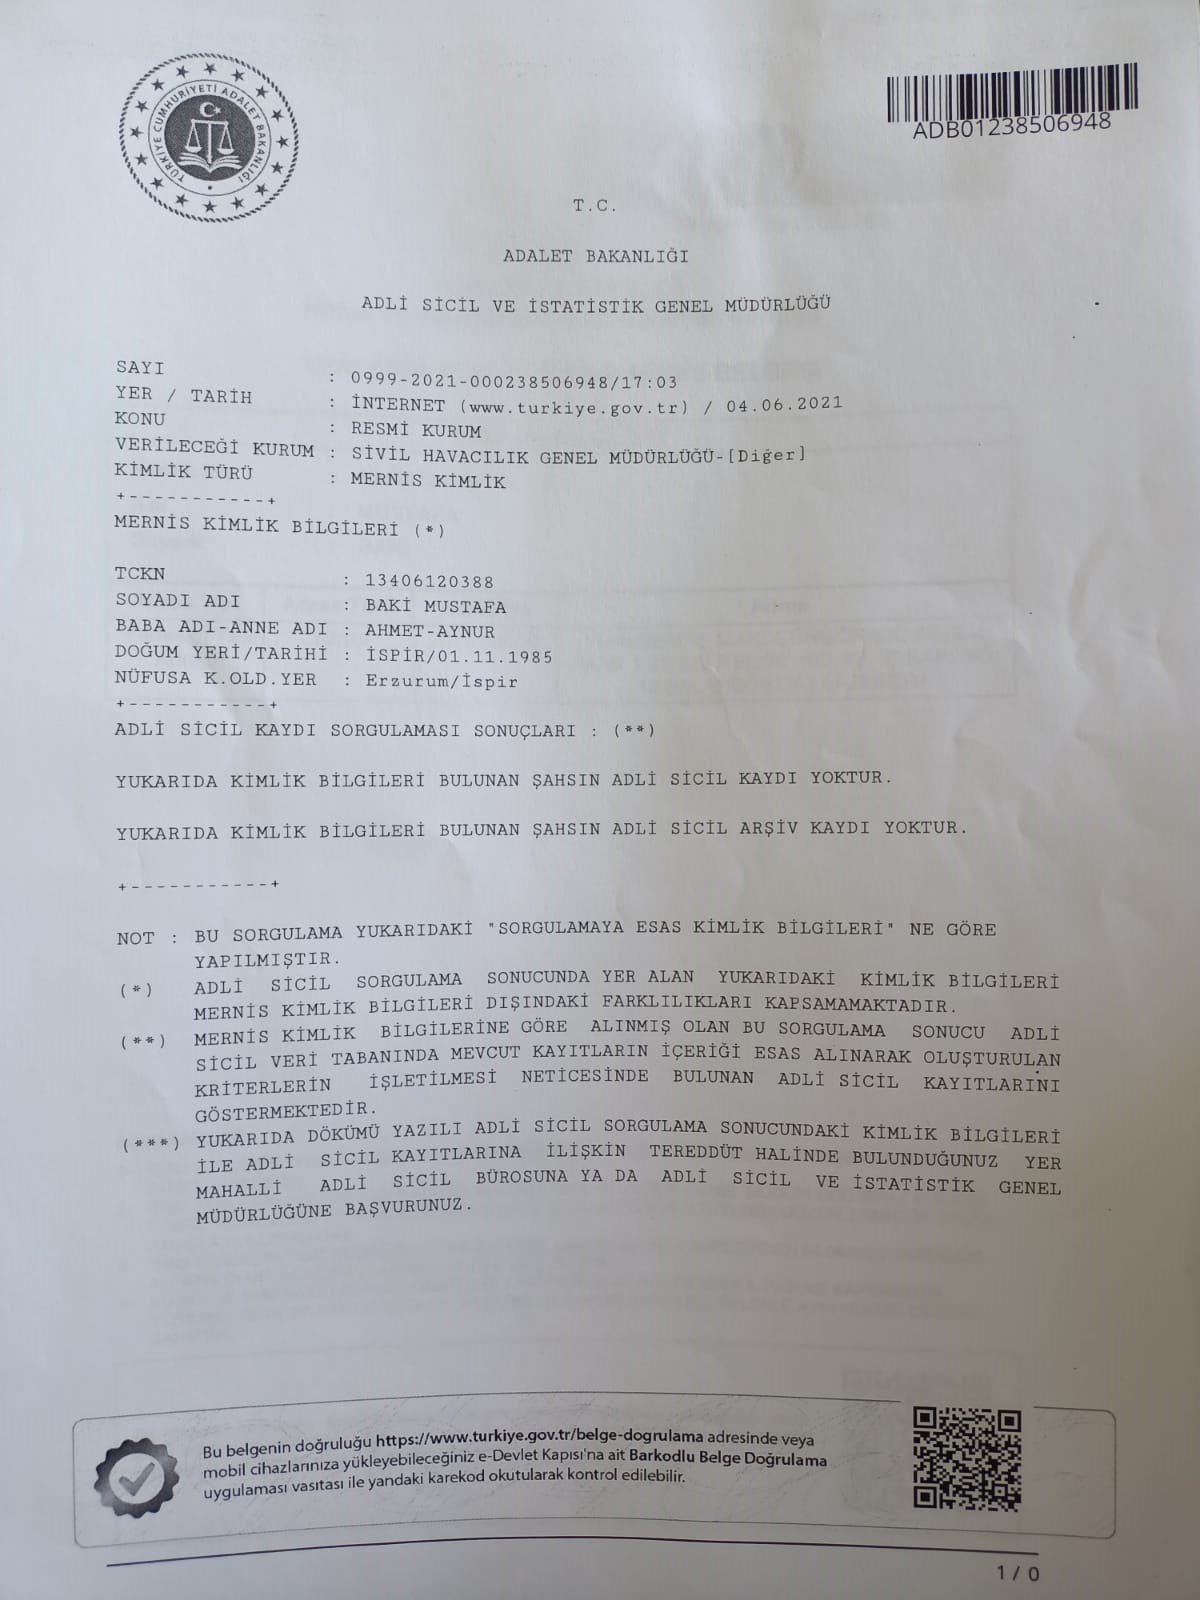 TÜRKİYE CUMHURİYETİ ADALET BAKANLIĞI
ADB01238506948
T.C.
ADALET BAKANLIĞI
ADLİ SİCİL VE İSTATİSTİK GENEL MÜDÜRLÜĞÜ
SAYI : 0999-2021-000238506948/17:03
YER / TARİH : İNTERNET (www.turkiye.gov.tr) / 04.06.2021
KONU : RESMİ KURUM
VERİLECEĞİ KURUM : SİVİL HAVACILIK GENEL MÜDÜRLÜĞÜ-[Diğer]
KİMLİK TÜRÜ : MERNİS KİMLİK
+-----------+
MERNİS KİMLİK BİLGİLERİ (*)
TCKN : 13406120388
SOYADI ADI : BAKİ MUSTAFA
BABA ADI-ANNE ADI : AHMET-AYNUR
DOĞUM YERİ/TARİHİ : İSPİR/01.11.1985
NÜFUSA K.OLD.YER : Erzurum/İspir
+-----------+
ADLİ SİCİL KAYDI SORGULAMASI SONUÇLARI : (**)
YUKARIDA KİMLİK BİLGİLERİ BULUNAN ŞAHSIN ADLİ SİCİL KAYDI YOKTUR.
YUKARIDA KİMLİK BİLGİLERİ BULUNAN ŞAHSIN ADLİ SİCİL ARŞİV KAYDI YOKTUR.
+-----------+
NOT : BU SORGULAMA YUKARIDAKİ "SORGULAMAYA ESAS KİMLİK BİLGİLERİ" NE GÖRE
YAPILMIŞTIR.
(*) ADLİ SİCİL SORGULAMA SONUCUNDA YER ALAN YUKARIDAKİ KİMLİK BİLGİLERİ
MERNİS KİMLİK BİLGİLERİ DIŞINDAKİ FARKLILIKLARI KAPSAMAMAKTADIR.
(**) MERNİS KİMLİK BİLGİLERİNE GÖRE ALINMIŞ OLAN BU SORGULAMA SONUCU ADLİ
SİCİL VERİ TABANINDA MEVCUT KAYITLARIN İÇERİĞİ ESAS ALINARAK OLUŞTURULAN
KRİTERLERİN İŞLETİLMESİ NETİCESİNDE BULUNAN ADLİ SİCİL KAYITLARINI
GÖSTERMEKTEDİR.
(***) YUKARIDA DÖKÜMÜ YAZILI ADLİ SİCİL SORGULAMA SONUCUNDAKİ KİMLİK BİLGİLERİ
İLE ADLİ SİCİL KAYITLARINA İLİŞKİN TEREDDÜT HALİNDE BULUNDUĞUNUZ YER
MAHALLİ ADLİ SİCİL BÜROSUNA YA DA ADLİ SİCİL VE İSTATİSTİK GENEL
MÜDÜRLÜĞÜNE BAŞVURUNUZ.
Bu belgenin doğruluğu https://www.turkiye.gov.tr/belge-dogrulama adresinde veya
mobil cihazlarınıza yükleyebileceğiniz e-Devlet Kapısı'na ait Barkodlu Belge Doğrulama
uygulaması vasıtası ile yandaki karekod okutularak kontrol edilebilir.
1 / 0